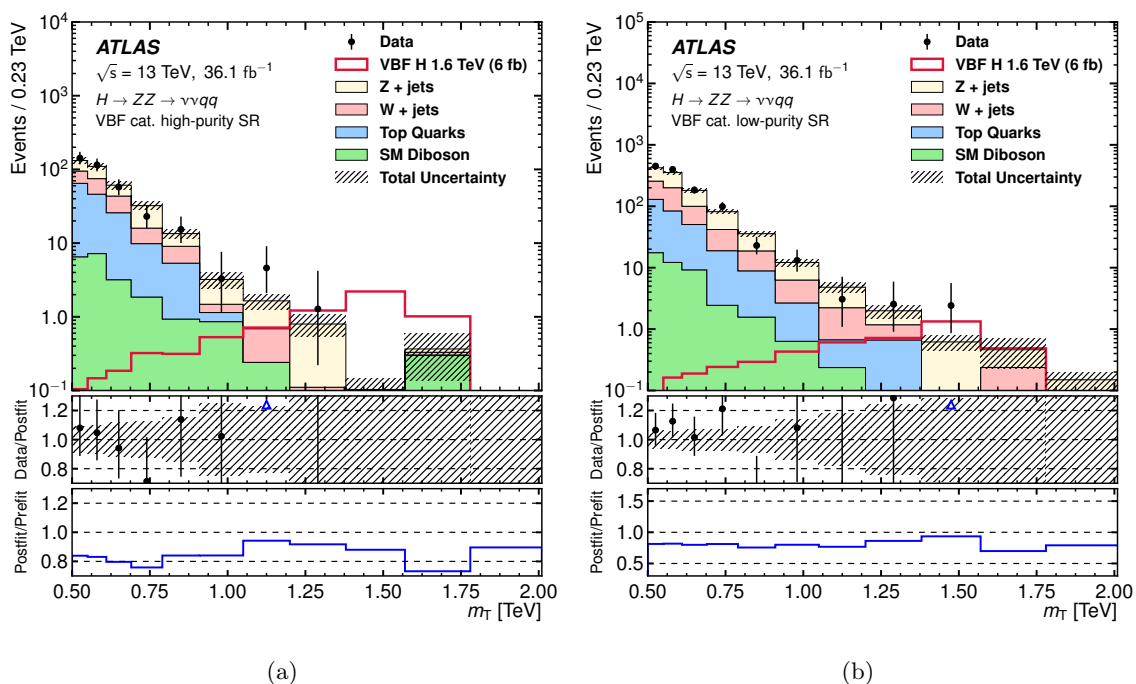 10⁴
10³
10²
10
1.0
10⁻¹
Events / 0.23 TeV
ATLAS
√s = 13 TeV, 36.1 fb⁻¹
H → ZZ → ννqq
VBF cat. high-purity SR
Data
VBF H 1.6 TeV (6 fb)
Z + jets
W + jets
Top Quarks
SM Diboson
Total Uncertainty
1.2
1.0
0.8
Data/Postfit
1.2
1.0
0.8
Postfit/Prefit
0.50 0.75 1.00 1.25 1.50 1.75 2.00
m_T [TeV]
(a)
10⁵
10⁴
10³
10²
10
1.0
10⁻¹
Events / 0.23 TeV
ATLAS
√s = 13 TeV, 36.1 fb⁻¹
H → ZZ → ννqq
VBF cat. low-purity SR
Data
VBF H 1.6 TeV (6 fb)
Z + jets
W + jets
Top Quarks
SM Diboson
Total Uncertainty
1.2
1.0
0.8
Data/Postfit
1.5
1.0
0.5
Postfit/Prefit
0.50 0.75 1.00 1.25 1.50 1.75 2.00
m_T [TeV]
(b)